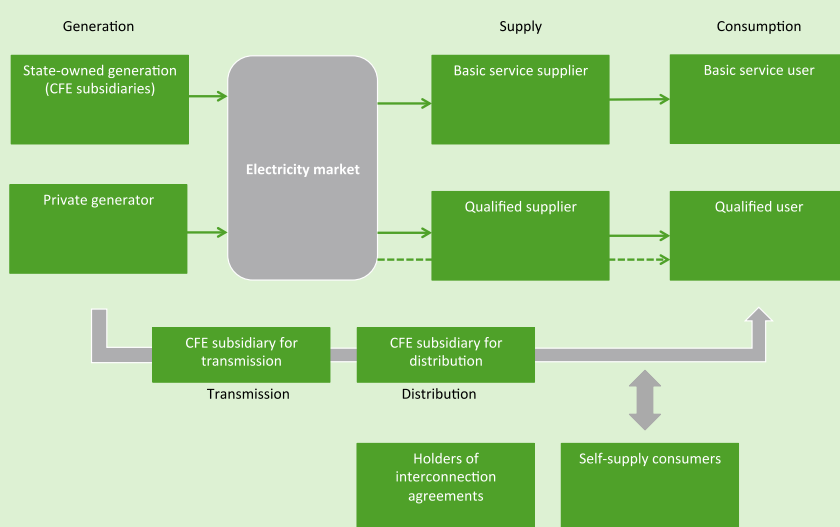 Generation
Supply
Consumption
State-owned generation
(CFE subsidiaries)
Basic service supplier
Basic service user
Electricity market
Private generator
Qualified supplier
Qualified user
CFE subsidiary for
transmission
CFE subsidiary for
distribution
Transmission
Distribution
Holders of
interconnection
agreements
Self-supply consumers